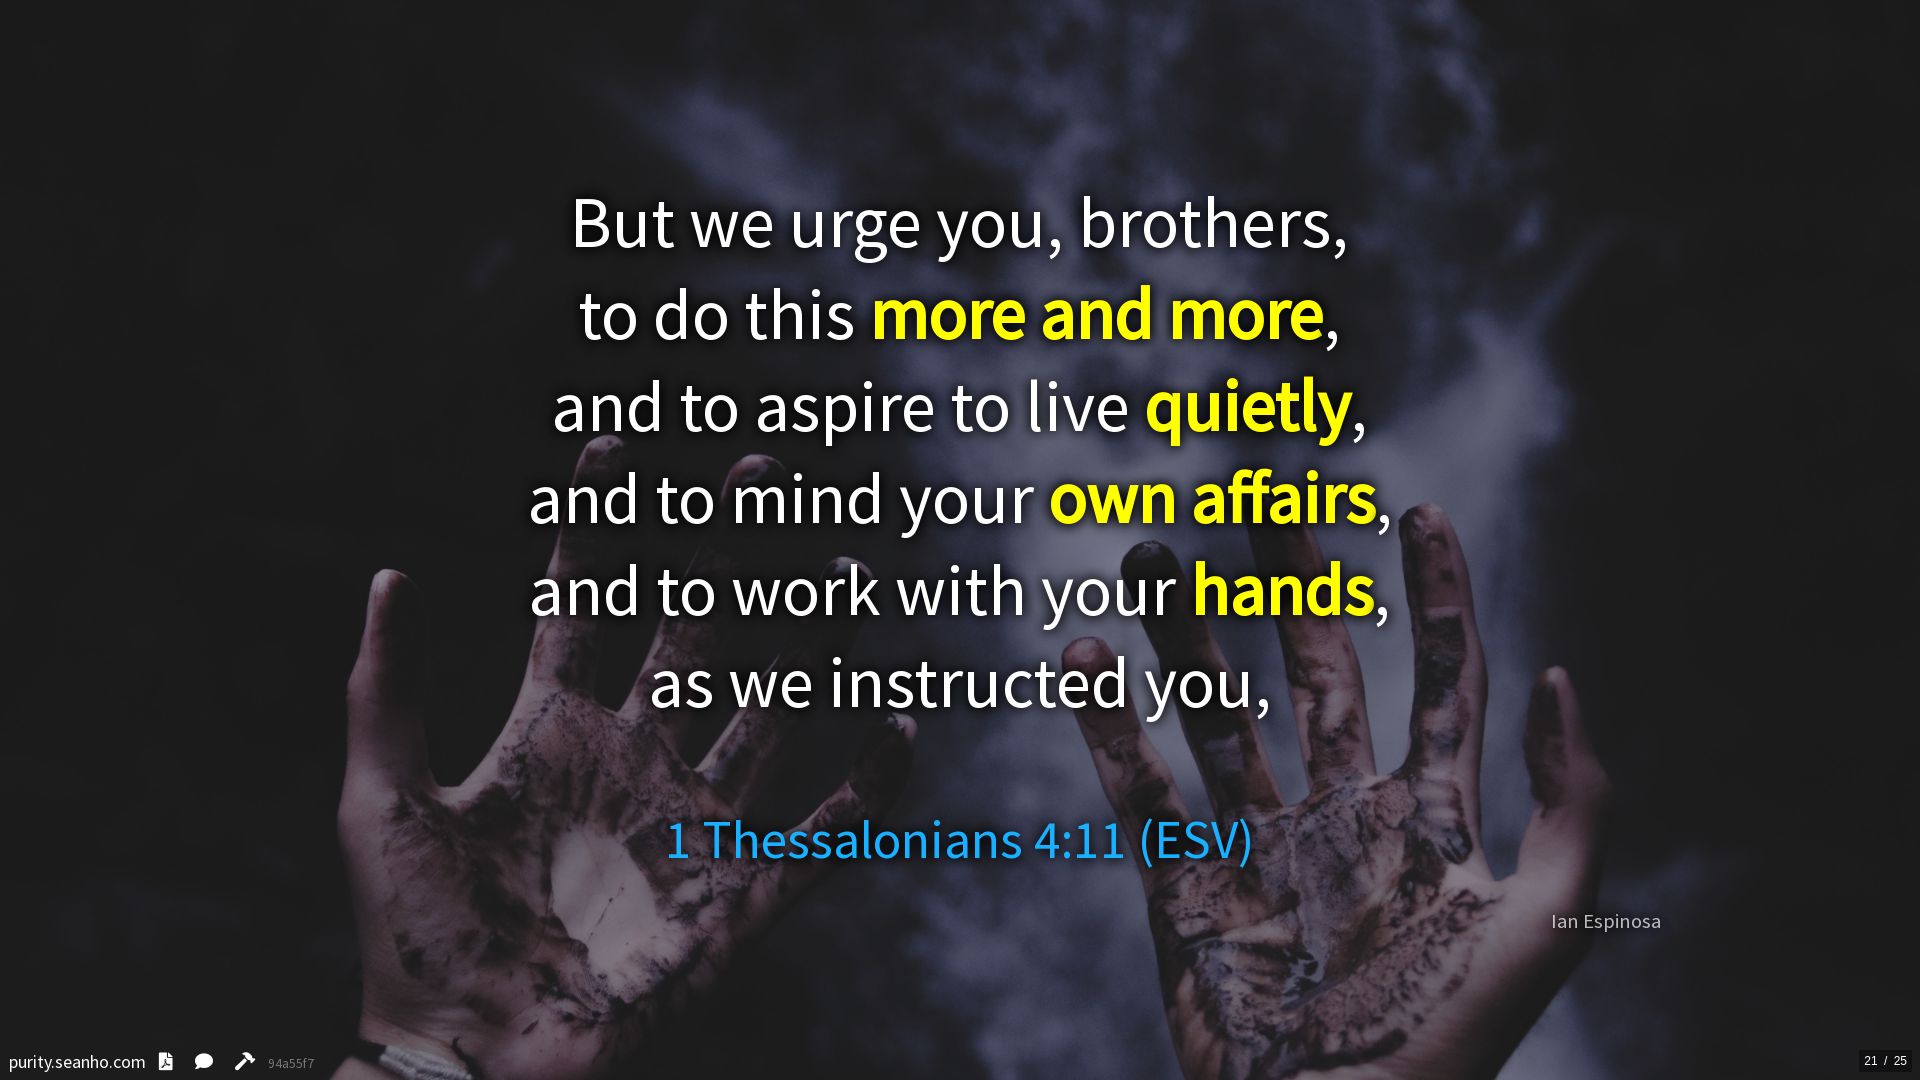 But we urge you, brothers,
to do this more and more,
and to aspire to live quietly,
and to mind your own affairs,
and to work with your hands,
as we instructed you,
1 Thessalonians 4:11 (ESV)
Ian Espinosa
purity.seanho.com 94a55f7
21 / 25